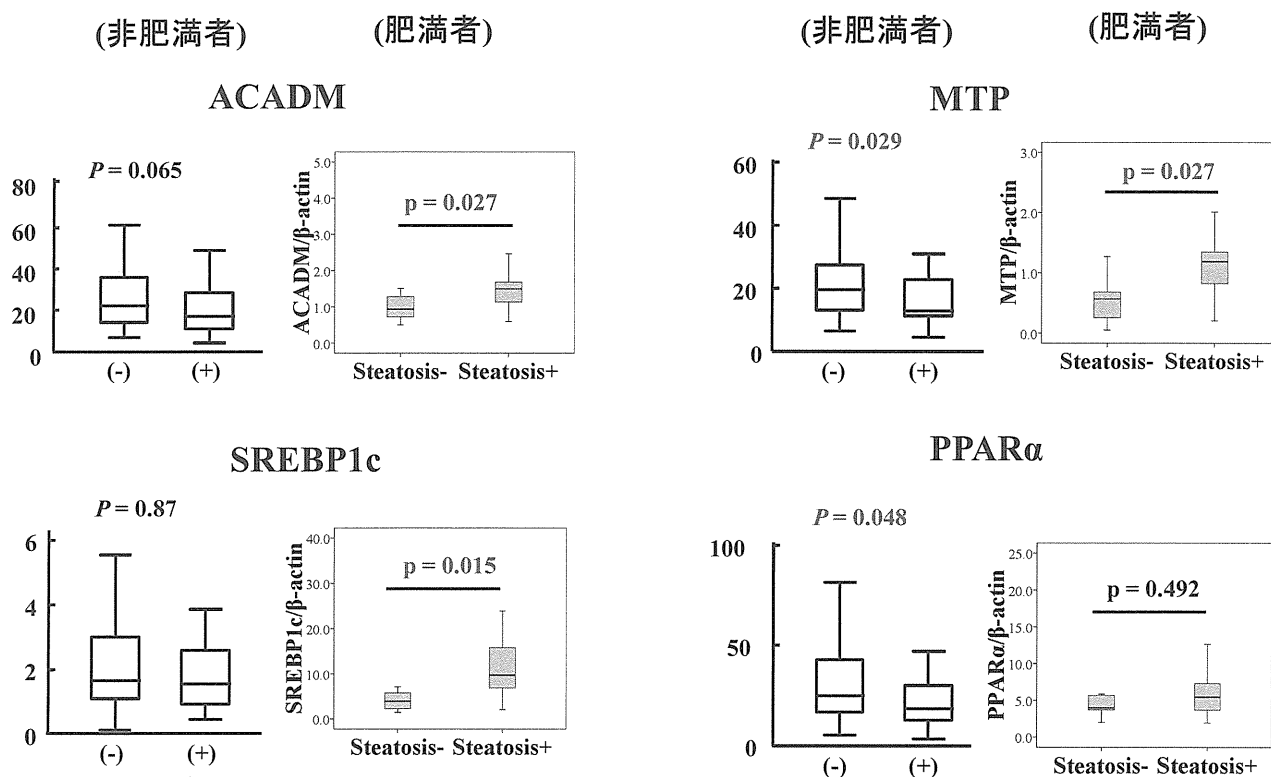 (非肥満者)
(肥満者)
(非肥満者)
(肥満者)
ACADM
P = 0.065
80
60
40
20
0
(-)
(+)
ACADM/β-actin
5.0
4.0
3.0
2.0
1.0
0.0
p = 0.027
Steatosis- Steatosis+
MTP
P = 0.029
60
40
20
0
(-)
(+)
MTP/β-actin
3.0
2.0
1.0
0.0
p = 0.027
Steatosis- Steatosis+
SREBP1c
P = 0.87
6
4
2
0
(-)
(+)
SREBP1c/β-actin
40.0
30.0
20.0
10.0
0.0
p = 0.015
Steatosis- Steatosis+
PPARα
P = 0.048
100
50
0
(-)
(+)
PPARα/β-actin
25.0
20.0
15.0
10.0
5.0
0.0
p = 0.492
Steatosis- Steatosis+